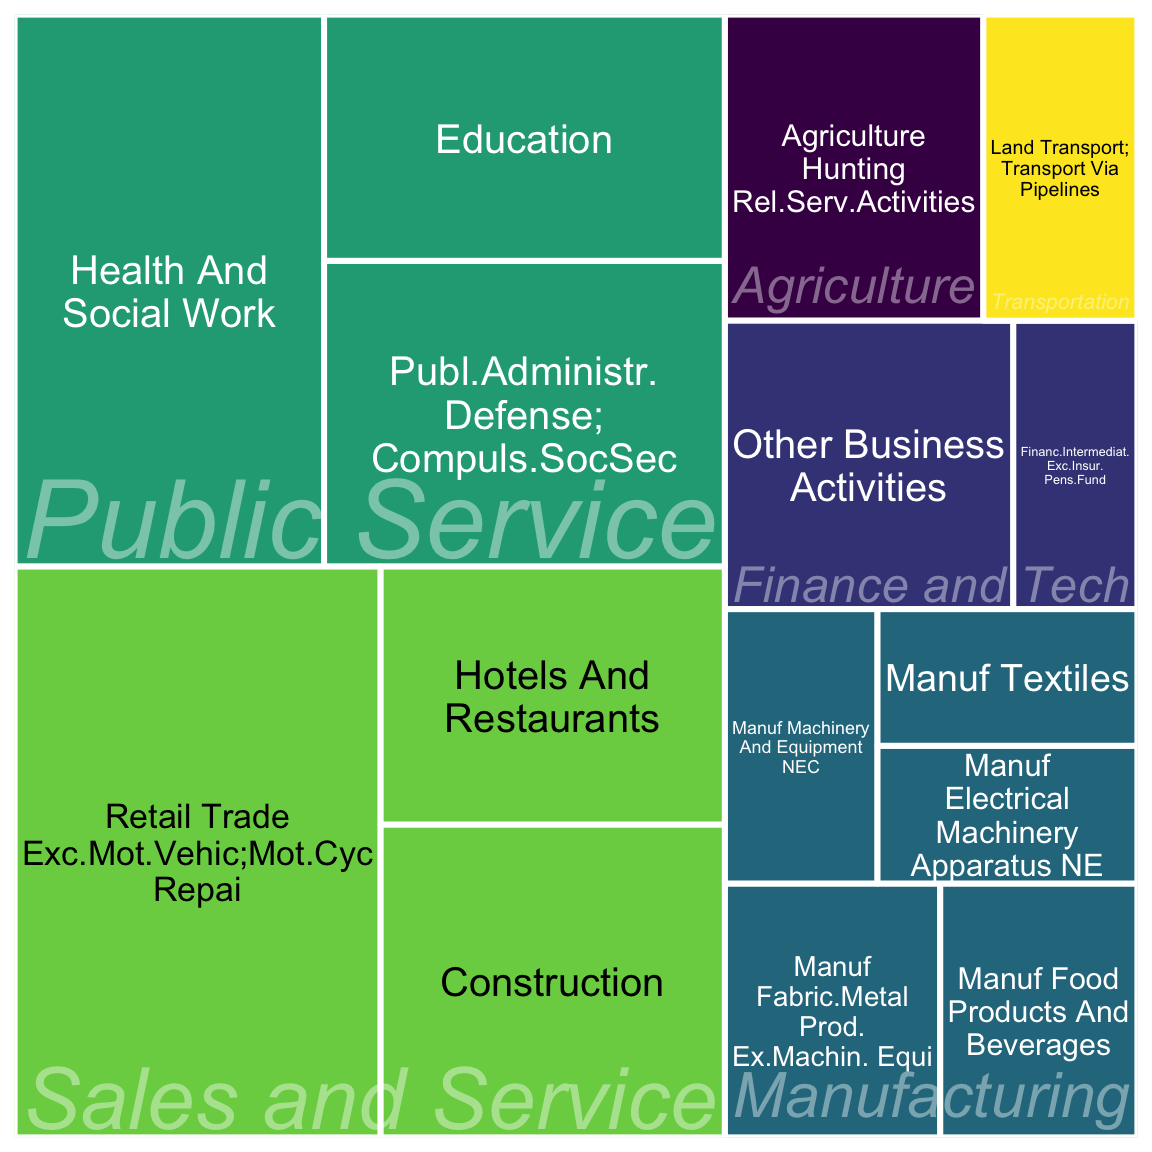 Health And
Social Work
Education
Publ.Administr.
Defense;
Compuls.SocSec
Public Service
Retail Trade
Exc.Mot.Vehic;Mot.Cyc
Repai
Hotels And
Restaurants
Construction
Sales and Service
Agriculture
Hunting
Rel.Serv.Activities
Agriculture
Land Transport;
Transport Via
Pipelines
Transportation
Other Business
Activities
Financ.Intermediat.
Exc.Insur.
Pens.Fund
Finance and Tech
Manuf Machinery
And Equipment
NEC
Manuf Textiles
Manuf
Electrical
Machinery
Apparatus NE
Manuf
Fabric.Metal
Prod.
Ex.Machin. Equi
Manuf Food
Products And
Beverages
Manufacturing